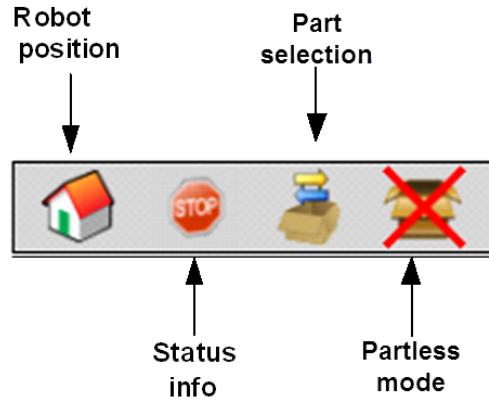 Robot
position
Part
selection
STOP
Status
info
Partless
mode